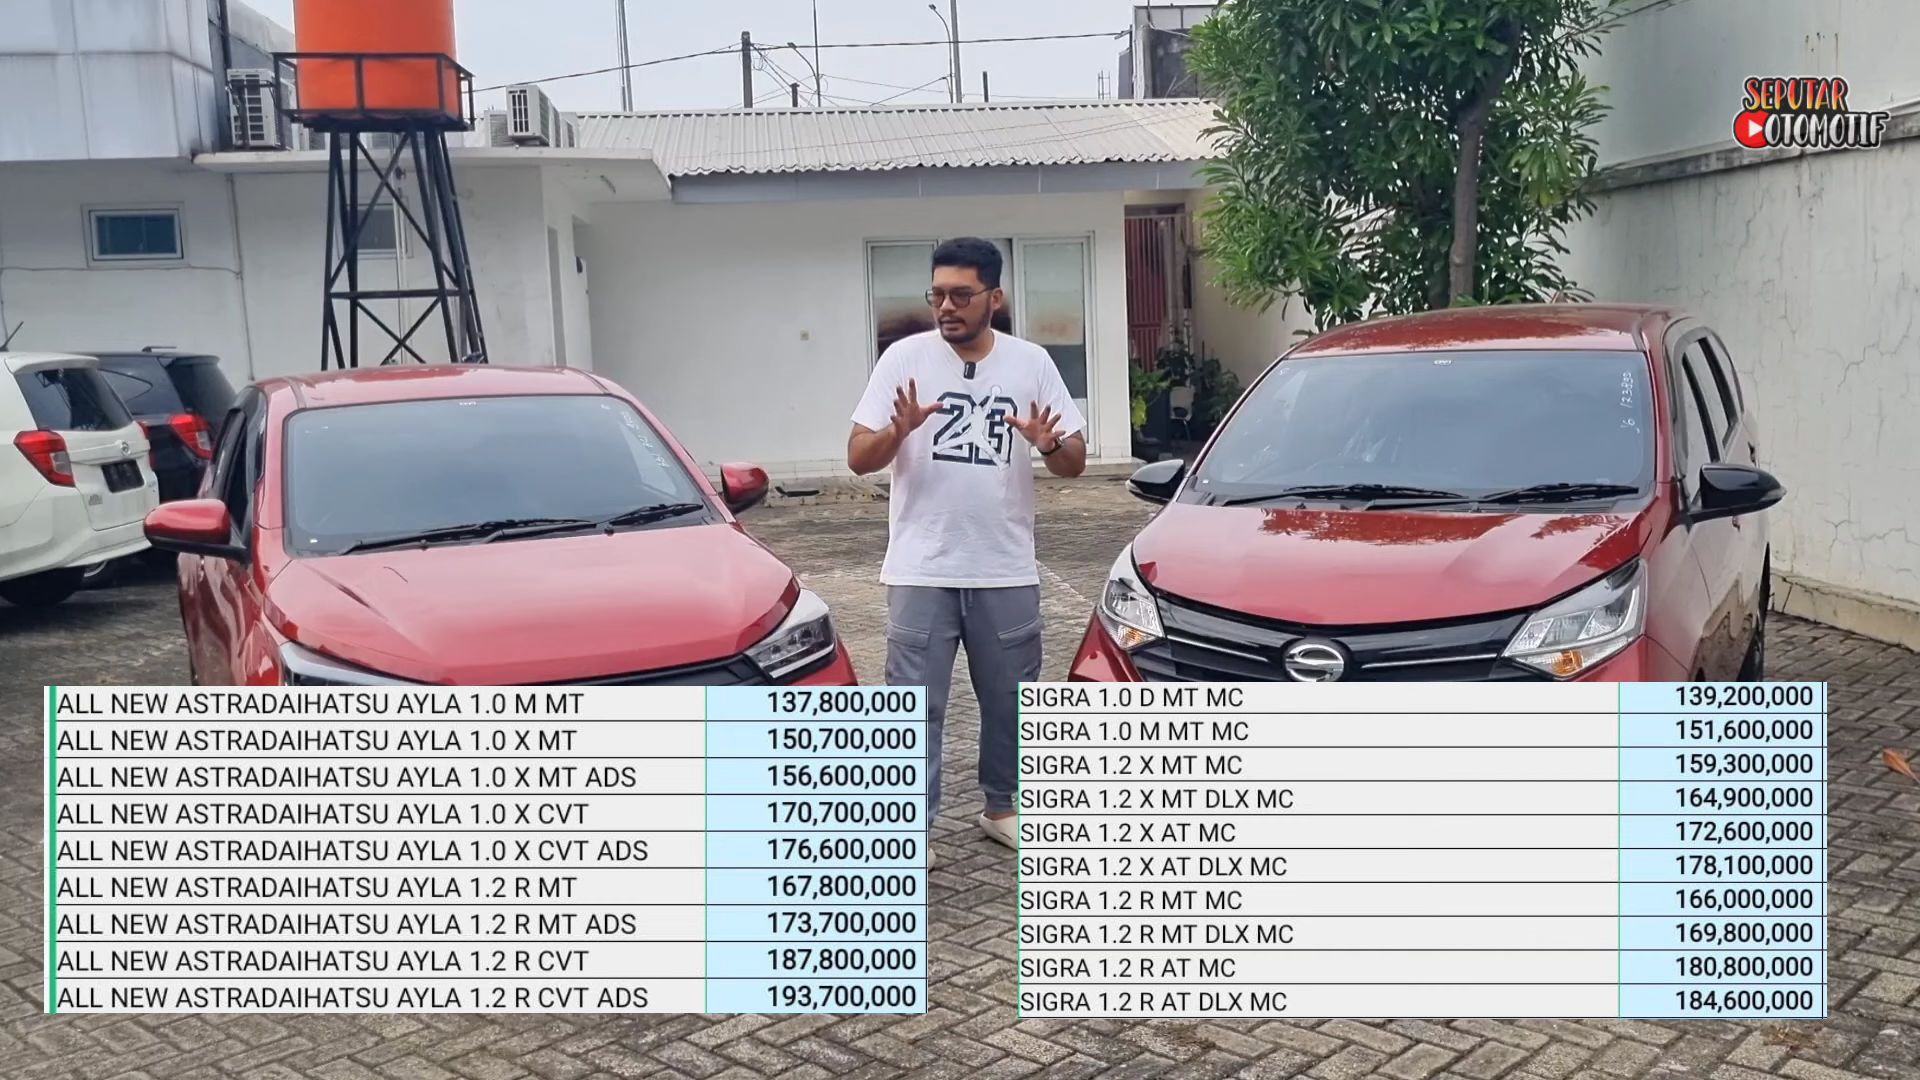 SEPUTAR
OTOMOTIF
23
ALL NEW ASTRADAIHATSU AYLA 1.0 M MT 137,800,000
ALL NEW ASTRADAIHATSU AYLA 1.0 X MT 150,700,000
ALL NEW ASTRADAIHATSU AYLA 1.0 X MT ADS 156,600,000
ALL NEW ASTRADAIHATSU AYLA 1.0 X CVT 170,700,000
ALL NEW ASTRADAIHATSU AYLA 1.0 X CVT ADS 176,600,000
ALL NEW ASTRADAIHATSU AYLA 1.2 R MT 167,800,000
ALL NEW ASTRADAIHATSU AYLA 1.2 R MT ADS 173,700,000
ALL NEW ASTRADAIHATSU AYLA 1.2 R CVT 187,800,000
ALL NEW ASTRADAIHATSU AYLA 1.2 R CVT ADS 193,700,000
SIGRA 1.0 D MT MC 139,200,000
SIGRA 1.0 M MT MC 151,600,000
SIGRA 1.2 X MT MC 159,300,000
SIGRA 1.2 X MT DLX MC 164,900,000
SIGRA 1.2 X AT MC 172,600,000
SIGRA 1.2 X AT DLX MC 178,100,000
SIGRA 1.2 R MT MC 166,000,000
SIGRA 1.2 R MT DLX MC 169,800,000
SIGRA 1.2 R AT MC 180,800,000
SIGRA 1.2 R AT DLX MC 184,600,000